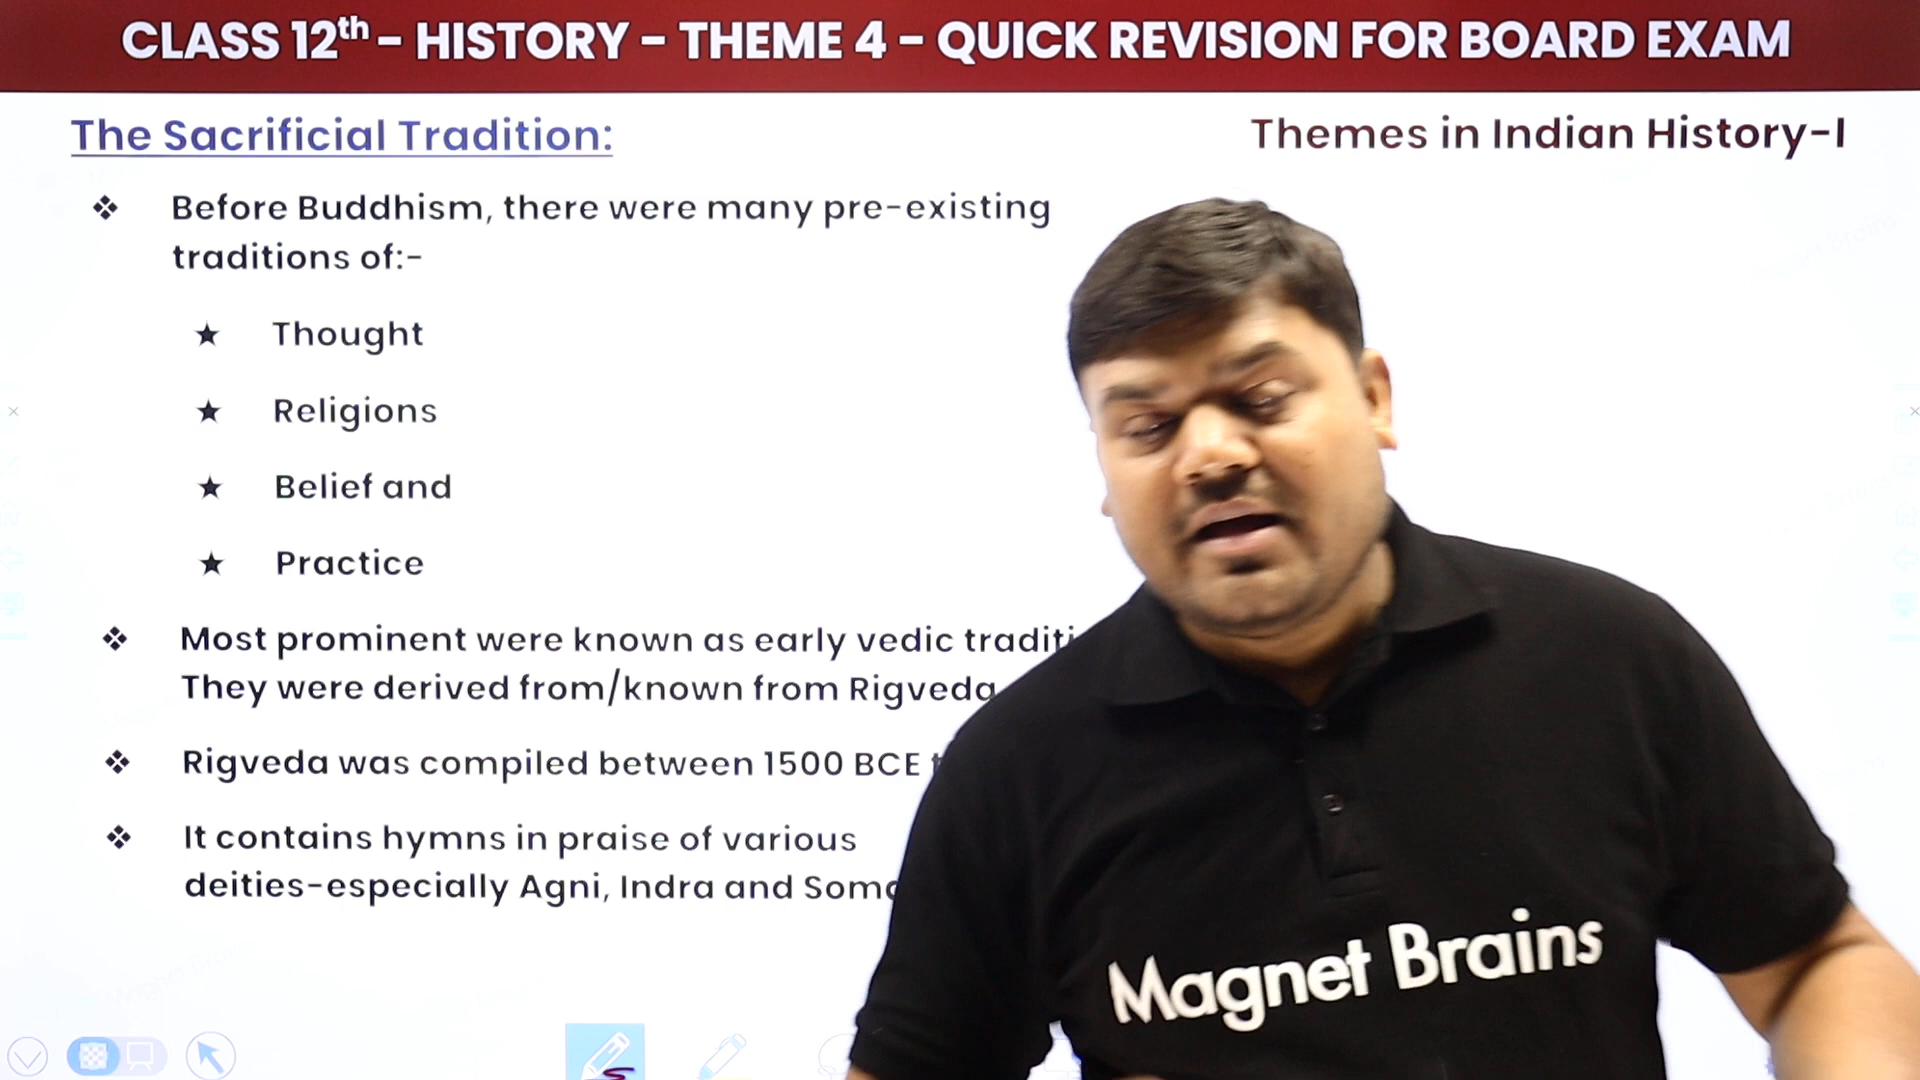 CLASS 12th - HISTORY - THEME 4 - QUICK REVISION FOR BOARD EXAM
The Sacrificial Tradition:
Themes in Indian History-I
❖ Before Buddhism, there were many pre-existing
traditions of:-
★ Thought
★ Religions
★ Belief and
★ Practice
❖ Most prominent were known as early vedic
They were derived from/known from Rigveda
❖ Rigveda was compiled between 1500 BCE
❖ It contains hymns in praise of various
deities-especially Agni, Indra and
Magnet Brains